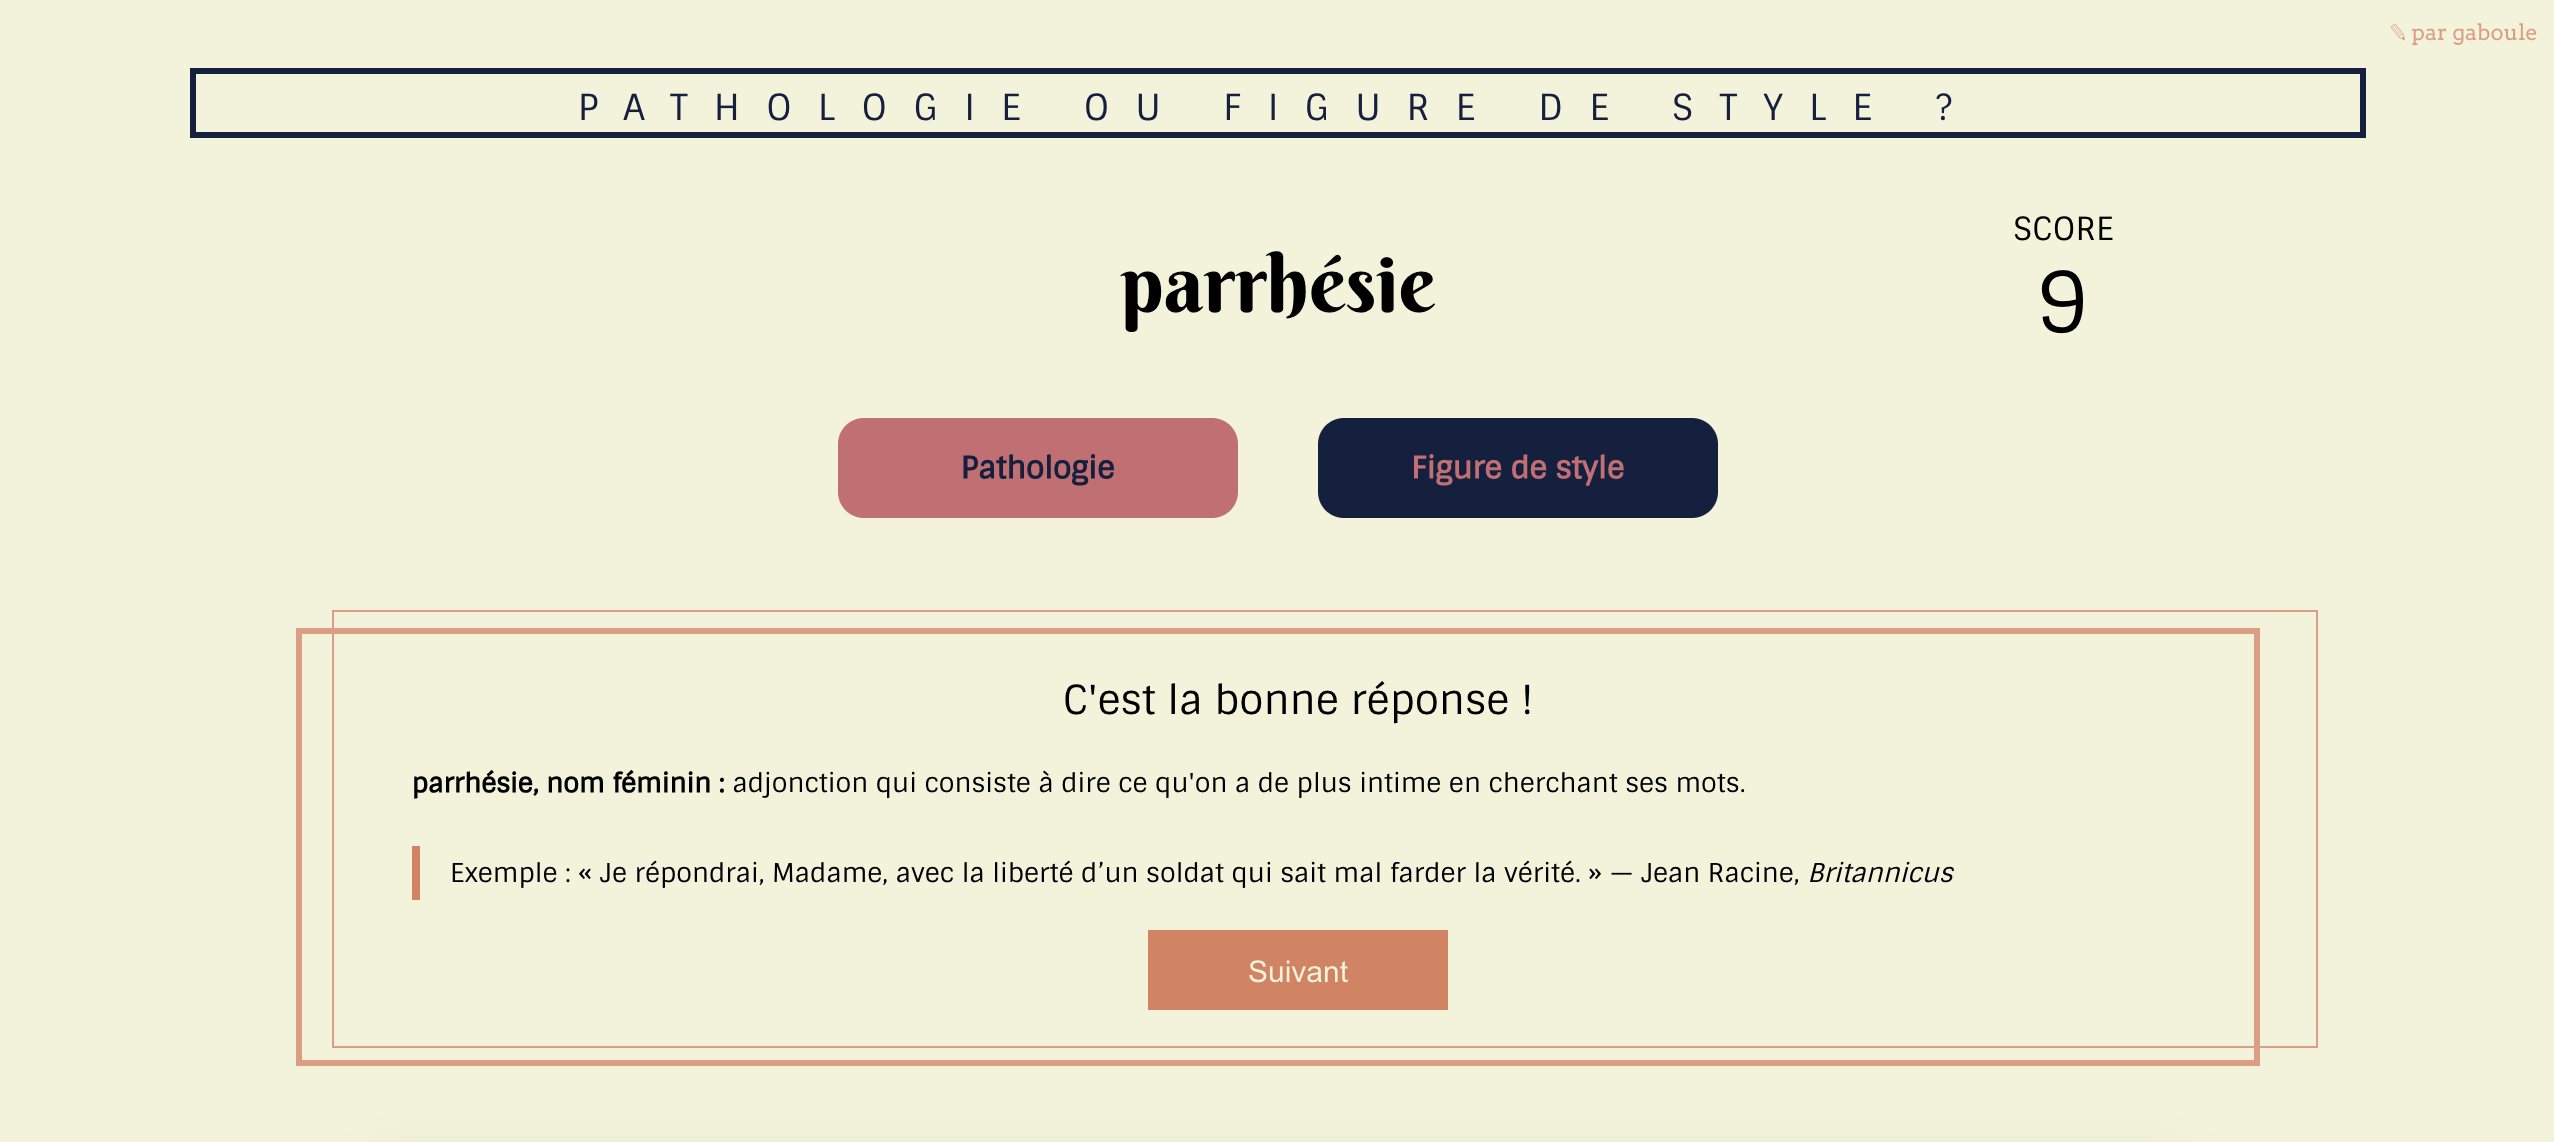 ✎ par gaboule
PATHOLOGIE OU FIGURE DE STYLE ?
SCORE
9
parrhésie
Pathologie
Figure de style
C'est la bonne réponse !
parrhésie, nom féminin : adjonction qui consiste à dire ce qu'on a de plus intime en cherchant ses mots.
Exemple : « Je répondrai, Madame, avec la liberté d’un soldat qui sait mal farder la vérité. » — Jean Racine, Britannicus
Suivant